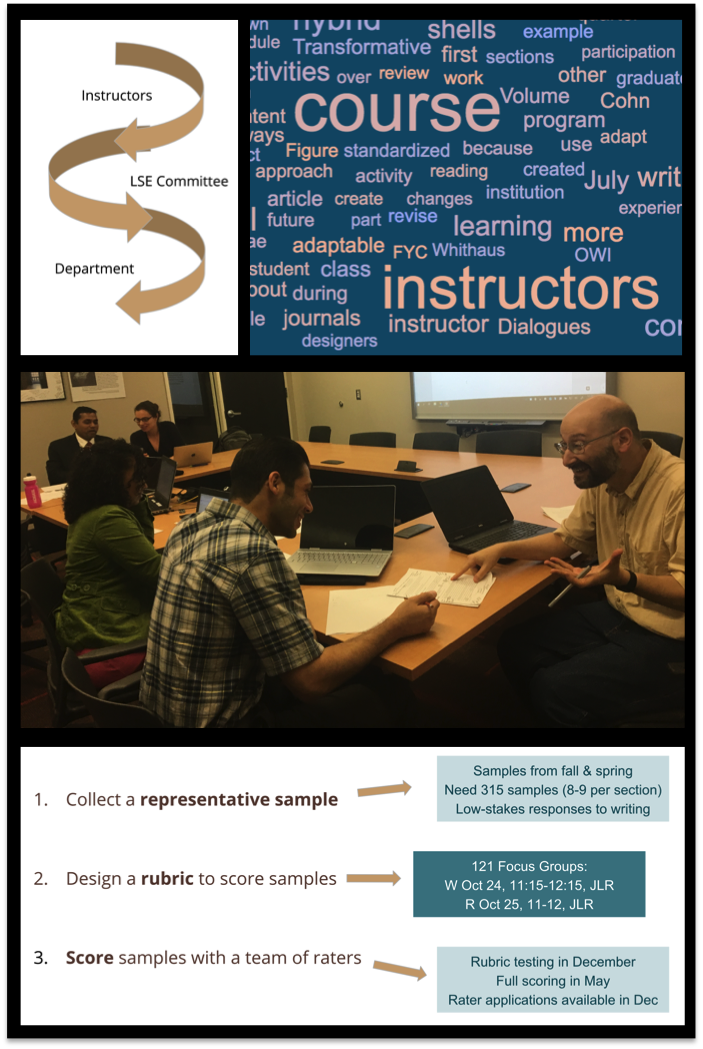 Instructors
LSE Committee
Department
hybrid
shells
example
Transformative
first
sections
participation
over
review
work
other
course
Volume
Cohn
program
Figure
standardized
because
use
adapt
approach
activity
reading
created
July
article
create
changes
institution
future
part
revise
learning
more
adaptable
FYC
Whithaus
OWI
student
class
during
instructors
journals
instructor
Dialogues
designers
1. Collect a representative sample
Samples from fall & spring
Need 315 samples (8-9 per section)
Low-stakes responses to writing
2. Design a rubric to score samples
121 Focus Groups:
W Oct 24, 11:15-12:15, JLR
R Oct 25, 11-12, JLR
3. Score samples with a team of raters
Rubric testing in December
Full scoring in May
Rater applications available in Dec